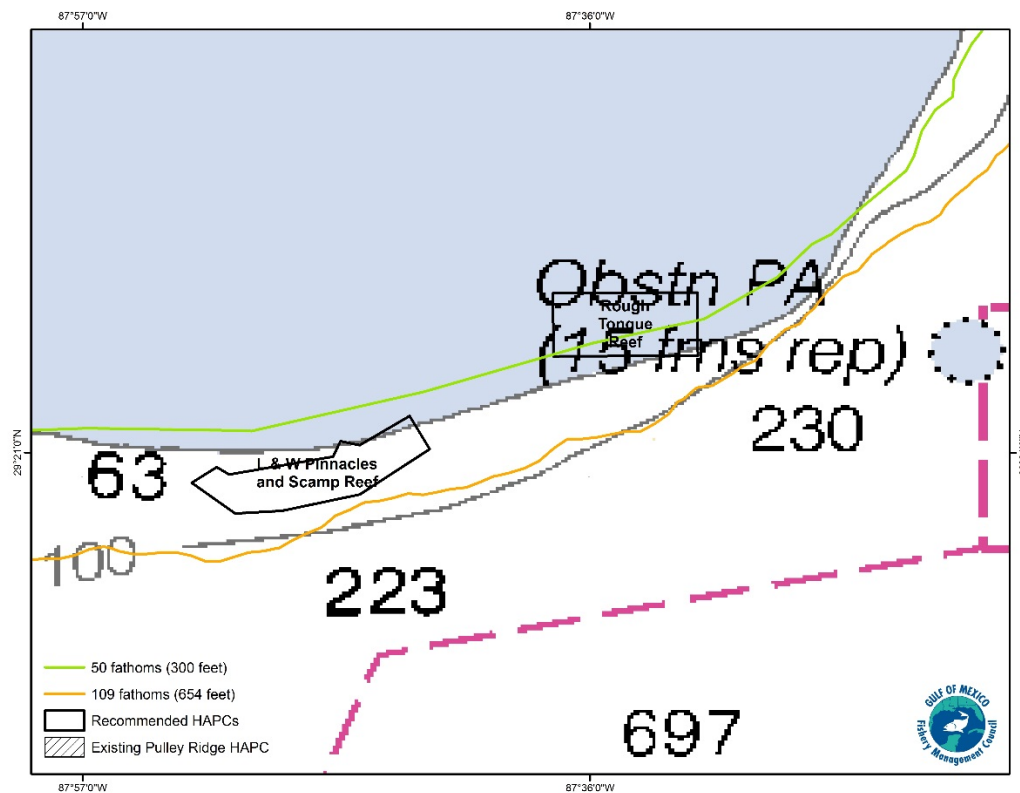 87°57'0"W
87°36'0"W
Obstn PA
Rough
Tongue
Reef
(15 fms rep)
230
29°21'0"N
63
L & W Pinnacles
and Scamp Reef
100
223
50 fathoms (300 feet)
109 fathoms (654 feet)
Recommended HAPCs
Existing Pulley Ridge HAPC
697
GULF OF MEXICO
Fishery Management Council
87°57'0"W
87°36'0"W